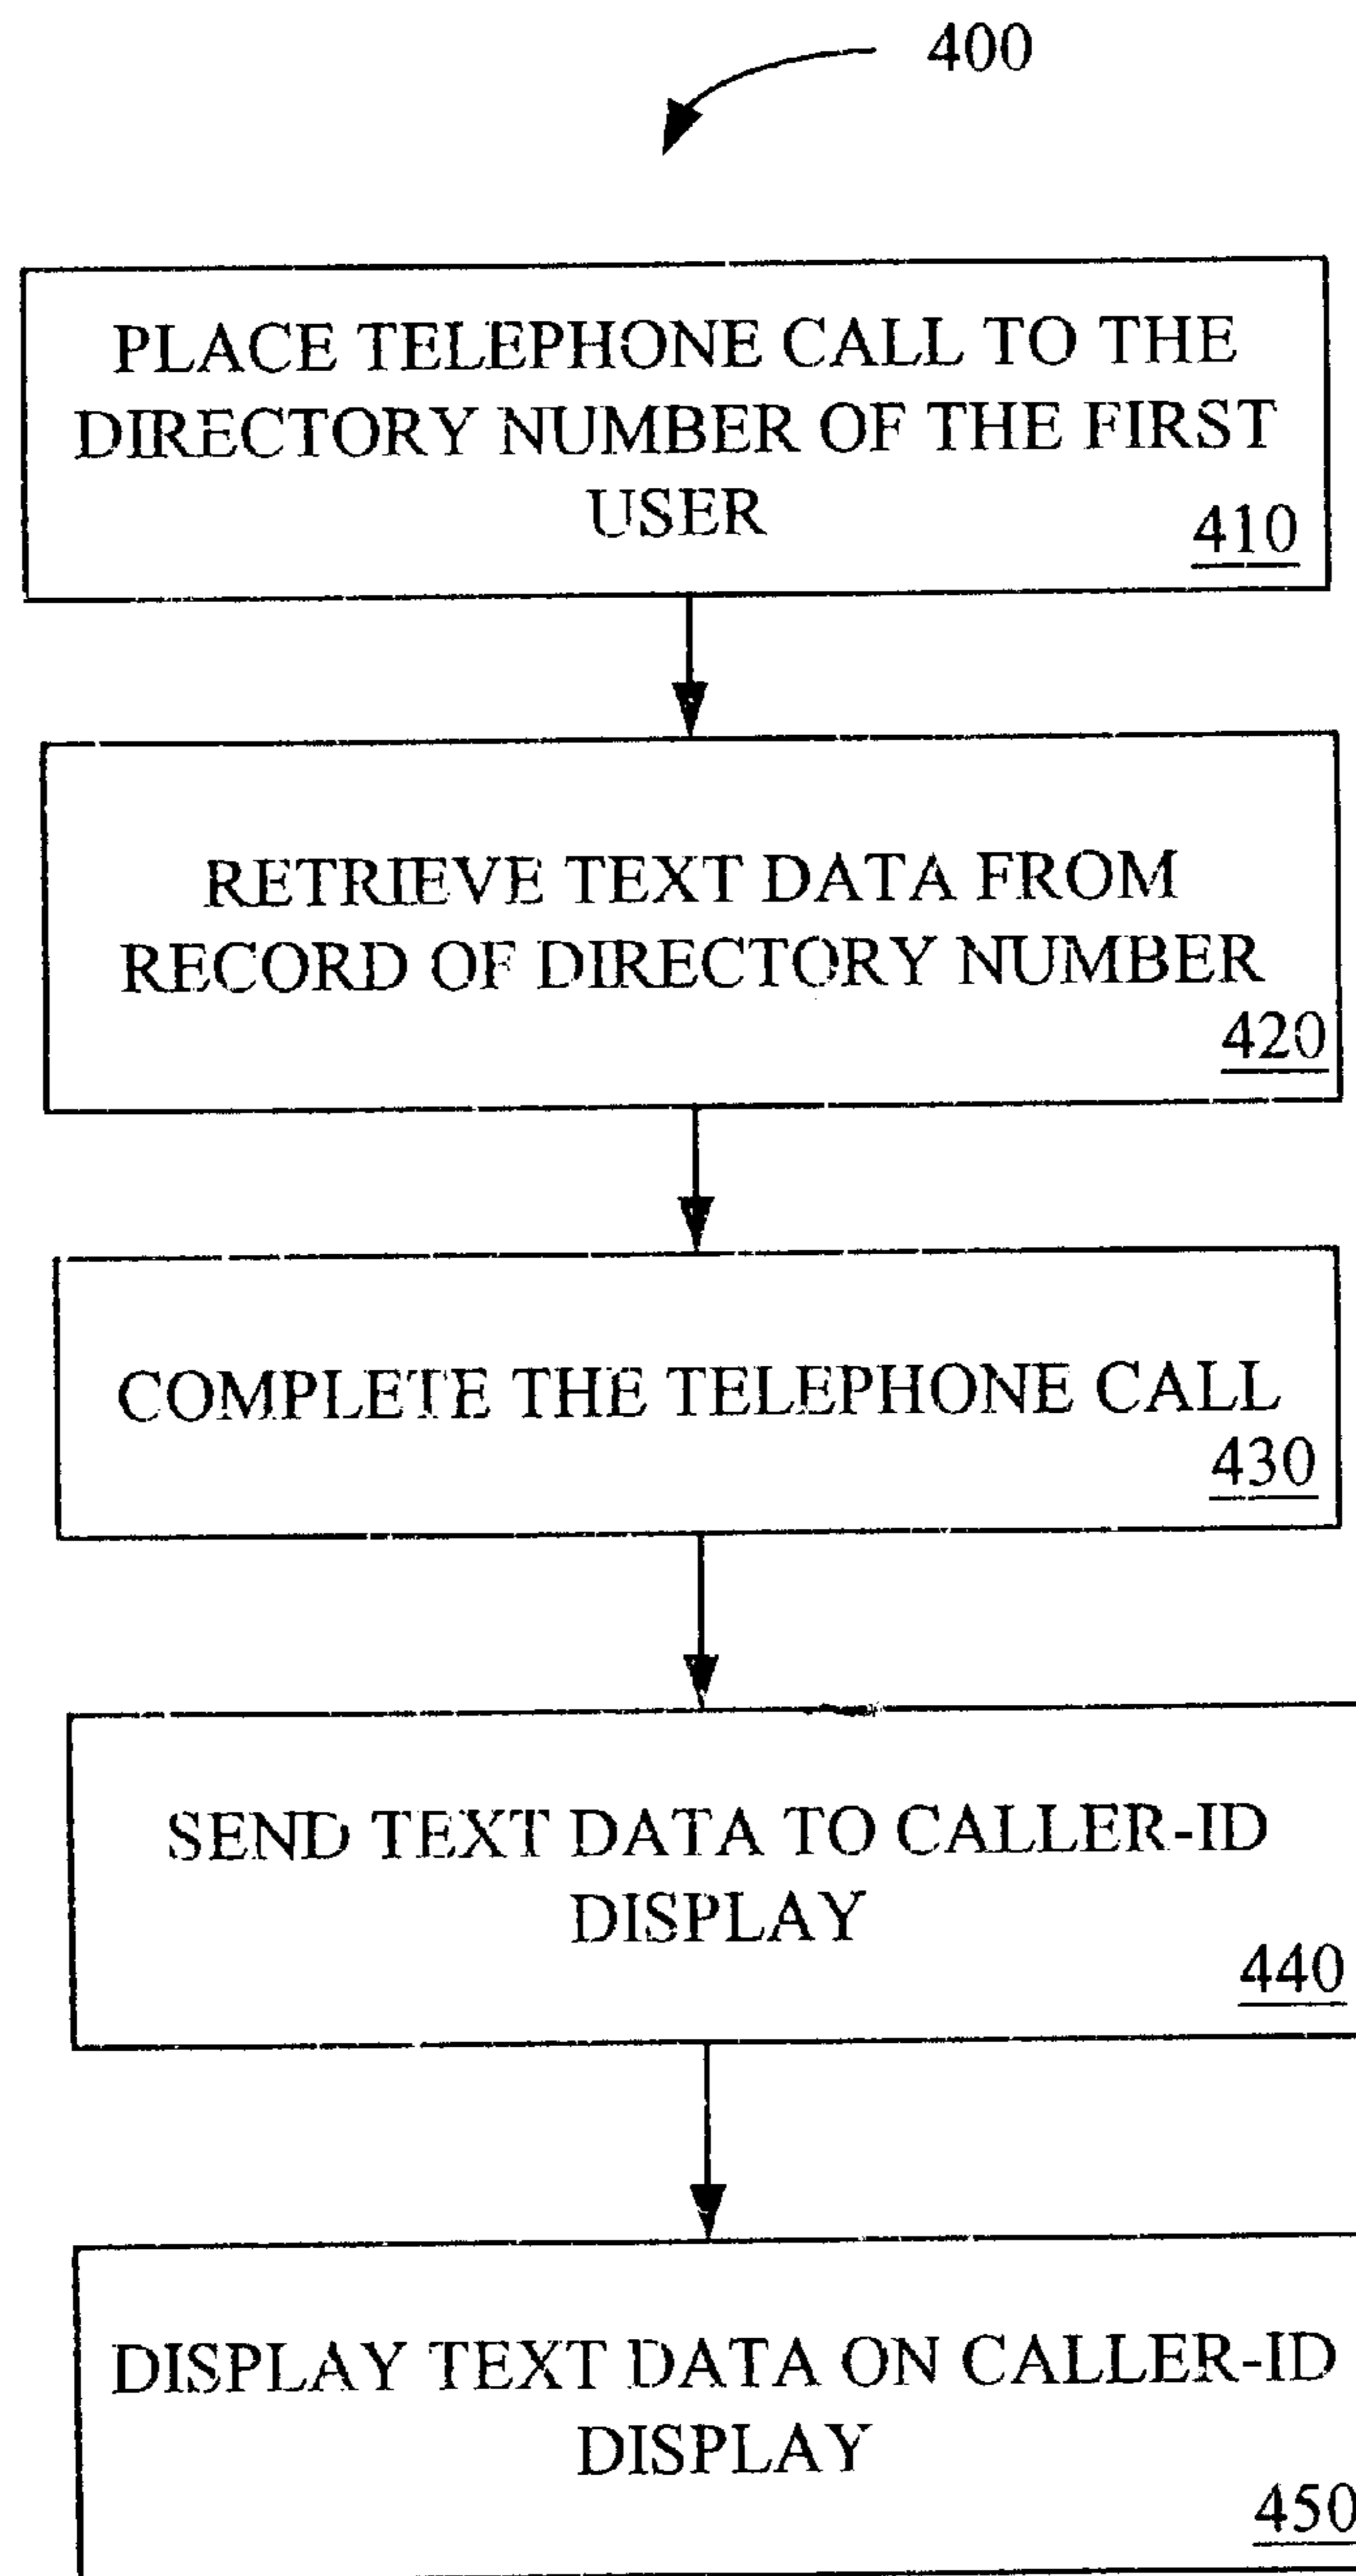 400
PLACE TELEPHONE CALL TO THE
DIRECTORY NUMBER OF THE FIRST
USER
410
RETRIEVE TEXT DATA FROM
RECORD OF DIRECTORY NUMBER
420
COMPLETE THE TELEPHONE CALL
430
SEND TEXT DATA TO CALLER-ID
DISPLAY
440
DISPLAY TEXT DATA ON CALLER-ID
DISPLAY
450